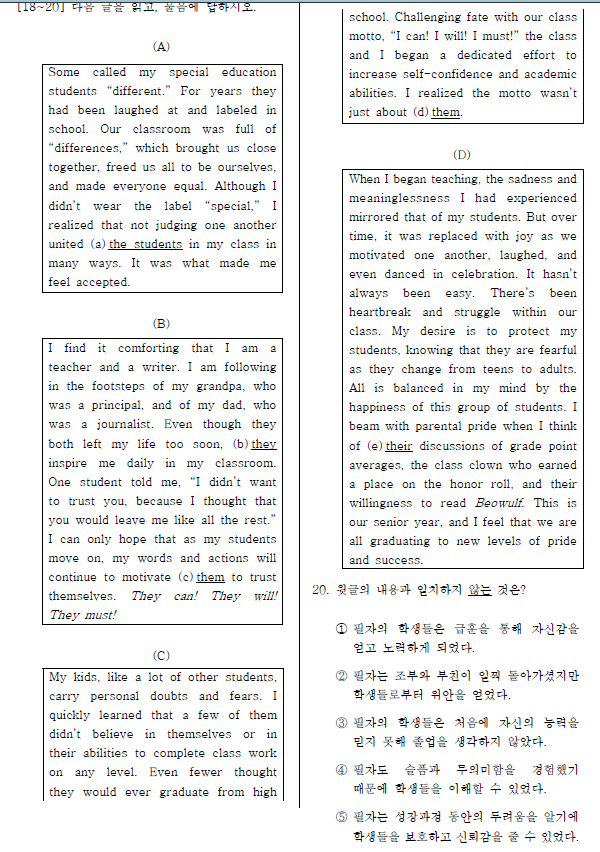 [18~20] 다음 글을 읽고, 물음에 답하시오.
(A)
Some called my special education
students “different.” For years they
had been laughed at and labeled in
school. Our classroom was full of
“differences,” which brought us close
together, freed us all to be ourselves,
and made everyone equal. Although I
didn’t wear the label “special,” I
realized that not judging one another
united (a) the students in my class in
many ways. It was what made me
feel accepted.
(B)
I find it comforting that I am a
teacher and a writer. I am following
in the footsteps of my grandpa, who
was a principal, and of my dad, who
was a journalist. Even though they
both left my life too soon, (b) they
inspire me daily in my classroom.
One student told me, “I didn’t want
to trust you, because I thought that
you would leave me like all the rest.”
I can only hope that as my students
move on, my words and actions will
continue to motivate (c) them to trust
themselves. They can! They will!
They must!
(C)
My kids, like a lot of other students,
carry personal doubts and fears. I
quickly learned that a few of them
didn’t believe in themselves or in
their abilities to complete class work
on any level. Even fewer thought
they would ever graduate from high
school. Challenging fate with our class
motto, “I can! I will! I must!” the class
and I began a dedicated effort to
increase self-confidence and academic
abilities. I realized the motto wasn’t
just about (d) them.
(D)
When I began teaching, the sadness and
meaninglessness I had experienced
mirrored that of my students. But over
time, it was replaced with joy as we
motivated one another, laughed, and
even danced in celebration. It hasn’t
always been easy. There’s been
heartbreak and struggle within our
class. My desire is to protect my
students, knowing that they are fearful
as they change from teens to adults.
All is balanced in my mind by the
happiness of this group of students. I
beam with parental pride when I think
of (e) their discussions of grade point
averages, the class clown who earned
a place on the honor roll, and their
willingness to read Beowulf. This is
our senior year, and I feel that we are
all graduating to new levels of pride
and success.
20. 윗글의 내용과 일치하지 않는 것은?
① 필자의 학생들은 급훈을 통해 자신감을
얻고 노력하게 되었다.
② 필자는 조부와 부친이 일찍 돌아가셨지만
학생들로부터 위안을 얻었다.
③ 필자의 학생들은 처음에 자신의 능력을
믿지 못해 졸업을 생각하지 않았다.
④ 필자도 슬픔과 무의미함을 경험했기
때문에 학생들을 이해할 수 있었다.
⑤ 필자는 성장과정 동안의 두려움을 알기에
학생들을 보호하고 신뢰감을 줄 수 있었다.